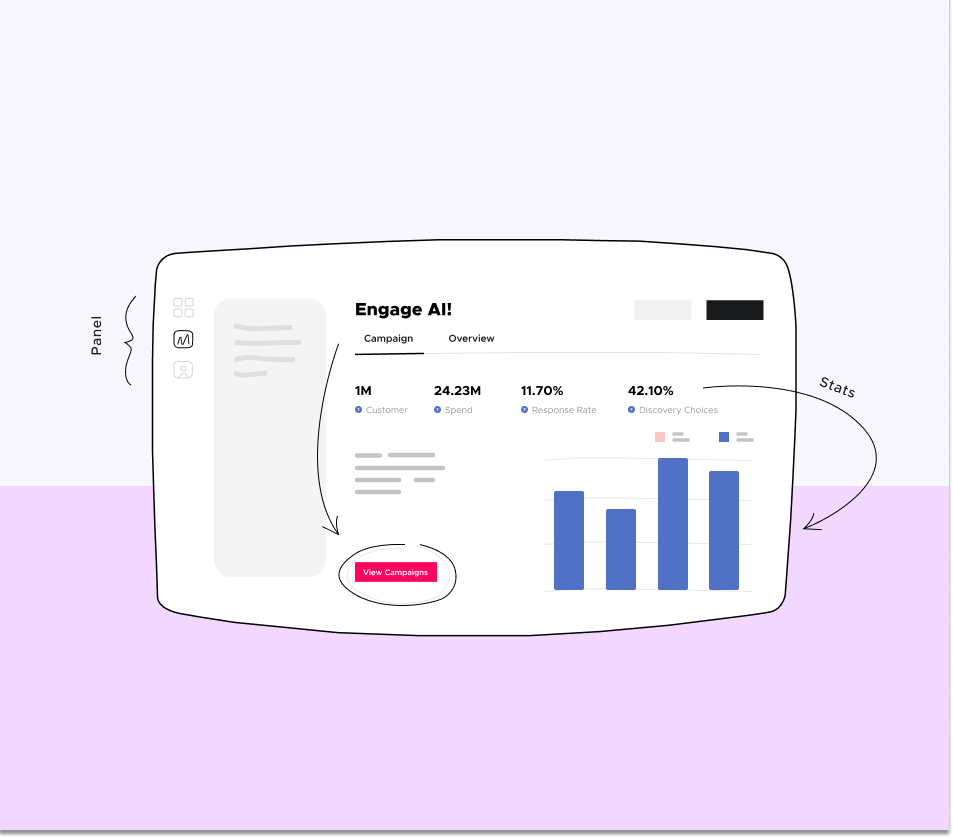 Panel
Engage AI!
Campaign Overview
1M 24.23M 11.70% 42.10%
Customer Spend Response Rate Discovery Choices
Stats
View Campaigns